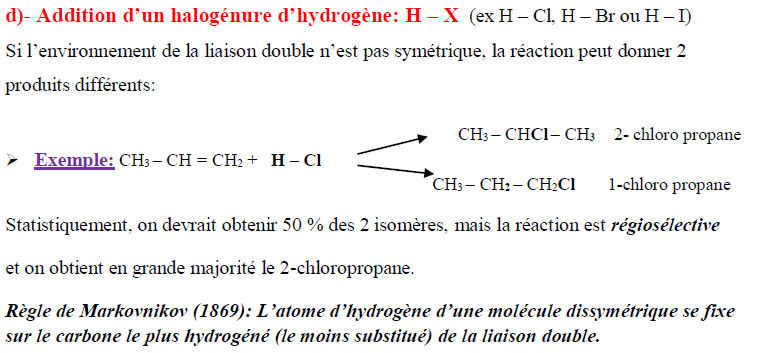 d)- Addition d’un halogénure d’hydrogène: H – X (ex H – Cl, H – Br ou H – I)
Si l’environnement de la liaison double n’est pas symétrique, la réaction peut donner 2
produits différents:
CH3 – CHCl – CH3 2- chloro propane
➢ Exemple: CH3 – CH = CH2 + H – Cl
CH3 – CH2 – CH2Cl 1-chloro propane
Statistiquement, on devrait obtenir 50 % des 2 isomères, mais la réaction est régiosélective
et on obtient en grande majorité le 2-chloropropane.
Règle de Markovnikov (1869): L’atome d’hydrogène d’une molécule dissymétrique se fixe
sur le carbone le plus hydrogéné (le moins substitué) de la liaison double.